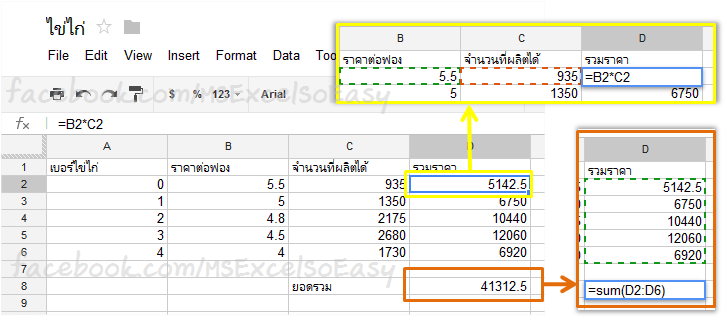 ไข่ไก่
File Edit View Insert Format Data Too
facebook.com/MSExcelSoEasy
$ % 123 Arial
fx =B2*C2
A B C D
1 เบอร์ไข่ไก่ ราคาต่อฟอง จำนวนที่ผลิตได้ รวมราคา
2 0 5.5 935 5142.5
3 1 5 1350 6750
4 2 4.8 2175 10440
5 3 4.5 2680 12060
6 4 4 1730 6920
facebook.com/MSExcelSoEasy
7
8 ยอดรวม 41312.5
9
B C D
ราคาต่อฟอง จำนวนที่ผลิตได้ รวมราคา
5.5 935 =B2*C2
5 1350 6750
D
รวมราคา
5142.5
6750
10440
12060
6920
=sum(D2:D6)